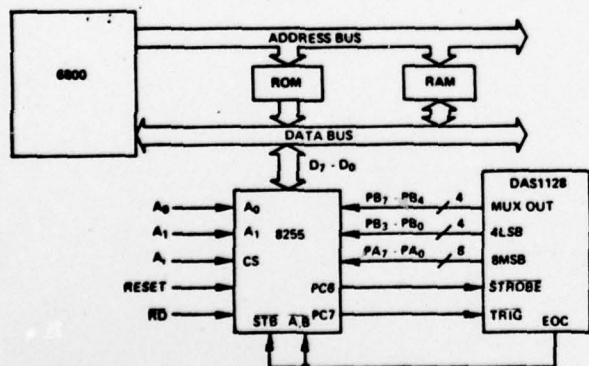 ADDRESS BUS
6800
ROM
RAM
DATA BUS
D7 - D0
DAS1128
A0
A0
PB7 - PB4
4
MUX OUT
A1
A1
8255
PB3 - PB0
4
4LSB
Ai
CS
PA7 - PA0
8
8MSB
RESET
PC6
STROBE
RD
STB
A,B
PC7
TRIG
EOC